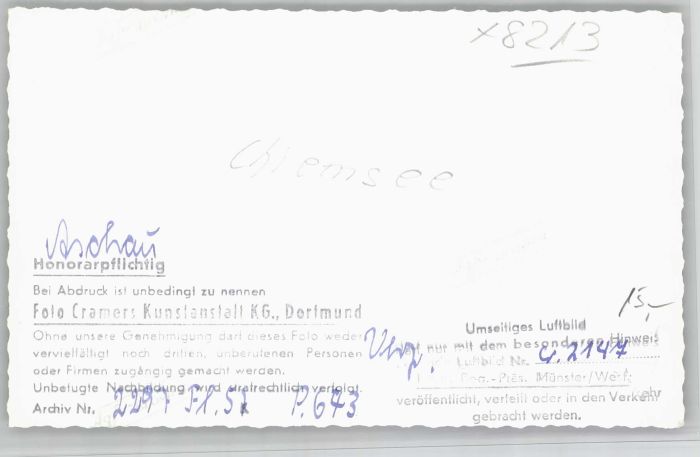 x8213
Chiemsee
Aschau
Honorarpflichtig
Bei Abdruck ist unbedingt zu nennen
Foto Cramers Kunstanstalt KG., Dortmund
Ohne unsere Genehmigung darf dieses Foto weder
vervielfältigt noch dritten, unberufenen Personen
oder Firmen zugängig gemacht werden.
Unbefugte Nachbildung wird strafrechtlich verfolgt.
Archiv Nr.
P. 673
15,-
Umseitiges Luftbild
nur mit dem besonderen Hinweis:
Luftbild Nr. G. 2147
Reg.-Präs. Münster/Westf.
veröffentlicht, verteilt oder in den Verkehr
gebracht werden.